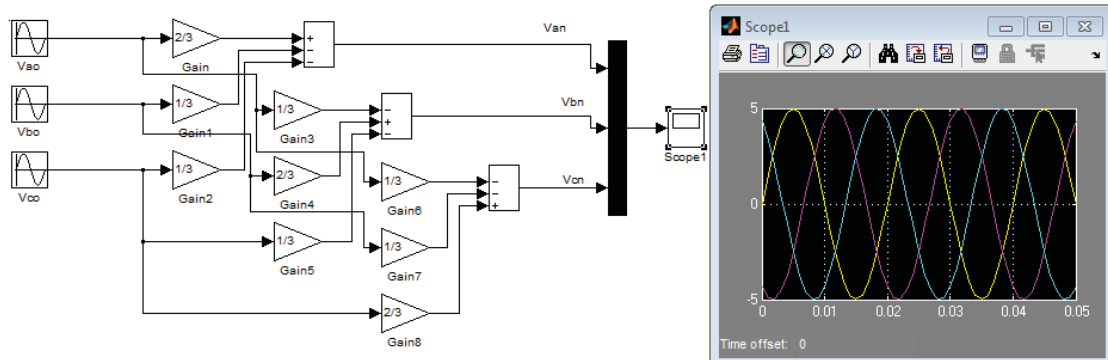 Vao
Vbo
Vco
2/3
Gain
1/3
Gain1
1/3
Gain2
1/3
Gain3
2/3
Gain4
1/3
Gain5
1/3
Gain6
1/3
Gain7
2/3
Gain8
+
−
−
−
+
−
−
−
+
Van
Vbn
Vcn
Scope1
Scope1
5
0
-5
0
0.01
0.02
0.03
0.04
0.05
Time offset: 0